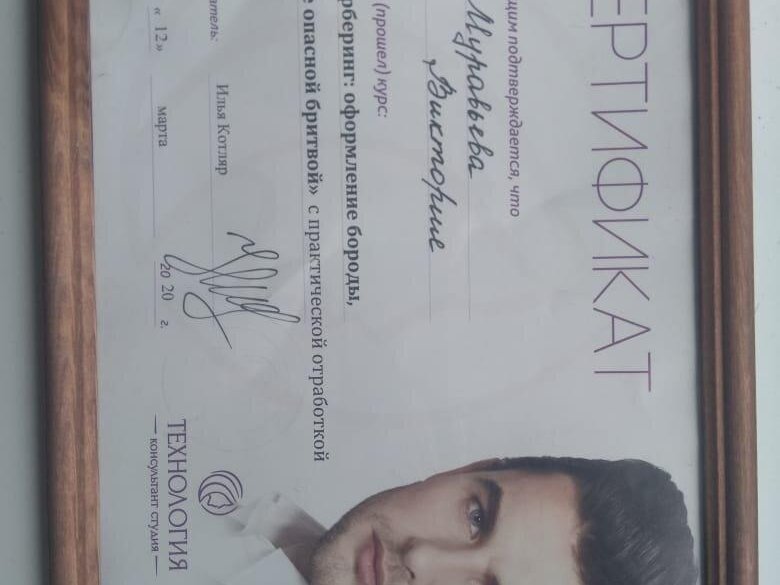 ЕРТИФИКАТ
щим подтверждается, что
Муравьева
Виктория
(прошел) курс:
рберинг: оформление бороды,
е опасной бритвой» с практической отработкой
атель: Илья Котляр
« 12» марта 20 20 г.
ТЕХНОЛОГИЯ
— консультант студия —